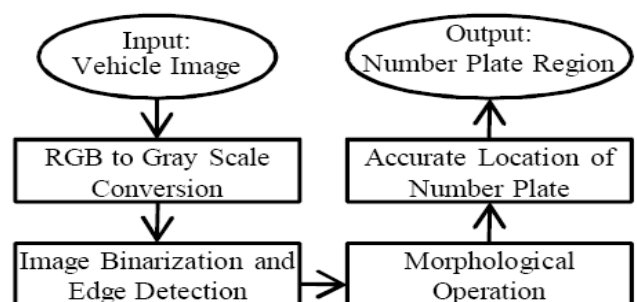 Input:
Vehicle Image
RGB to Gray Scale
Conversion
Image Binarization and
Edge Detection
Morphological
Operation
Accurate Location of
Number Plate
Output:
Number Plate Region